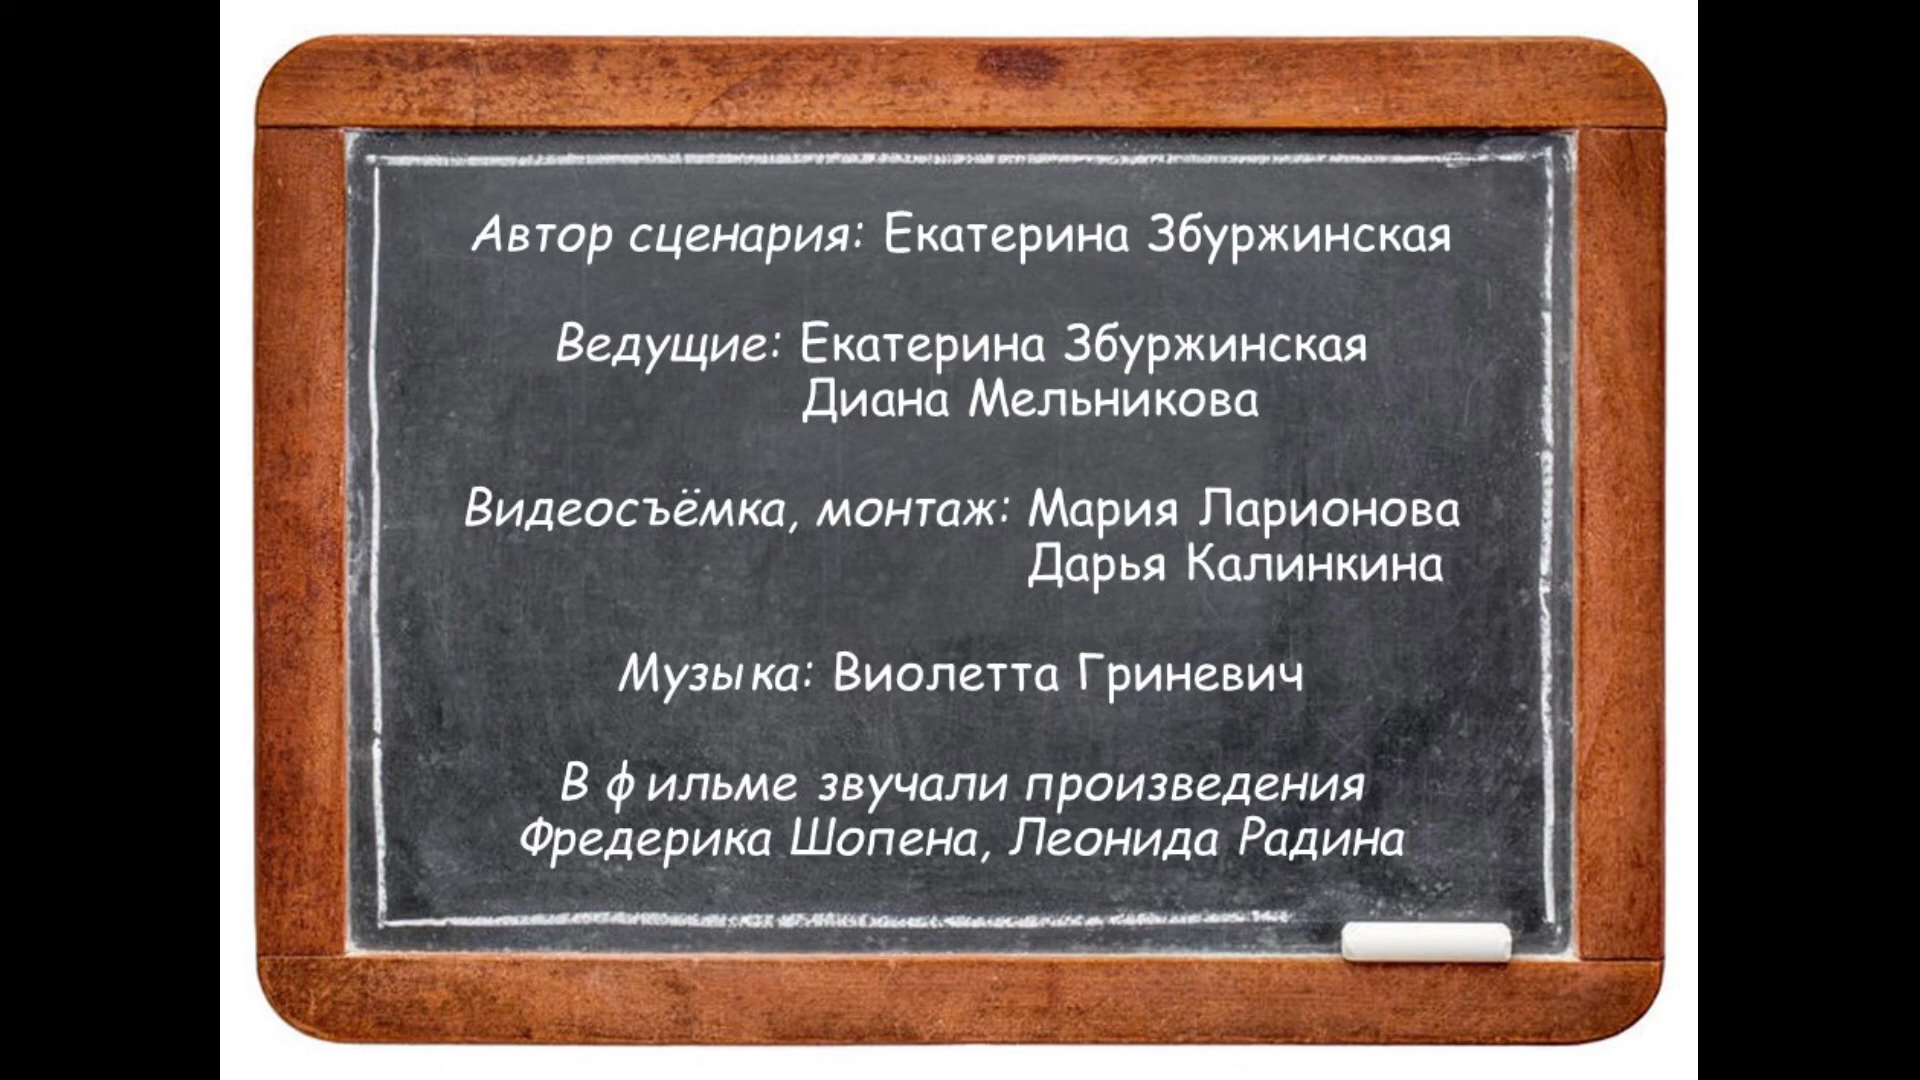 Автор сценария: Екатерина Збуржинская
Ведущие: Екатерина Збуржинская
Диана Мельникова
Видеосъёмка, монтаж: Мария Ларионова
Дарья Калинкина
Музыка: Виолетта Гриневич
В фильме звучали произведения
Фредерика Шопена, Леонида Радина